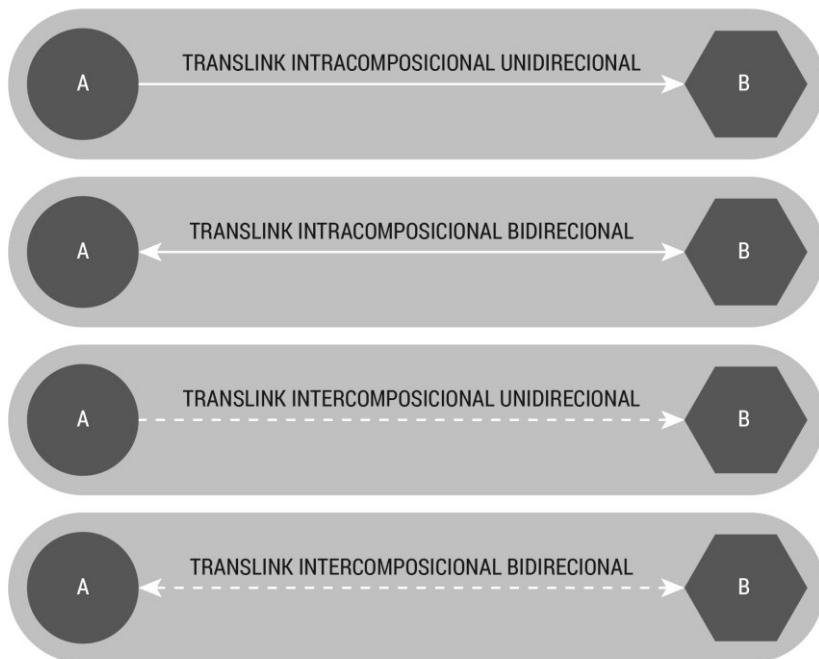 A TRANSLINK INTRACOMPOSICIONAL UNIDIRECIONAL B
A TRANSLINK INTRACOMPOSICIONAL BIDIRECIONAL B
A TRANSLINK INTERCOMPOSICIONAL UNIDIRECIONAL B
A TRANSLINK INTERCOMPOSICIONAL BIDIRECIONAL B